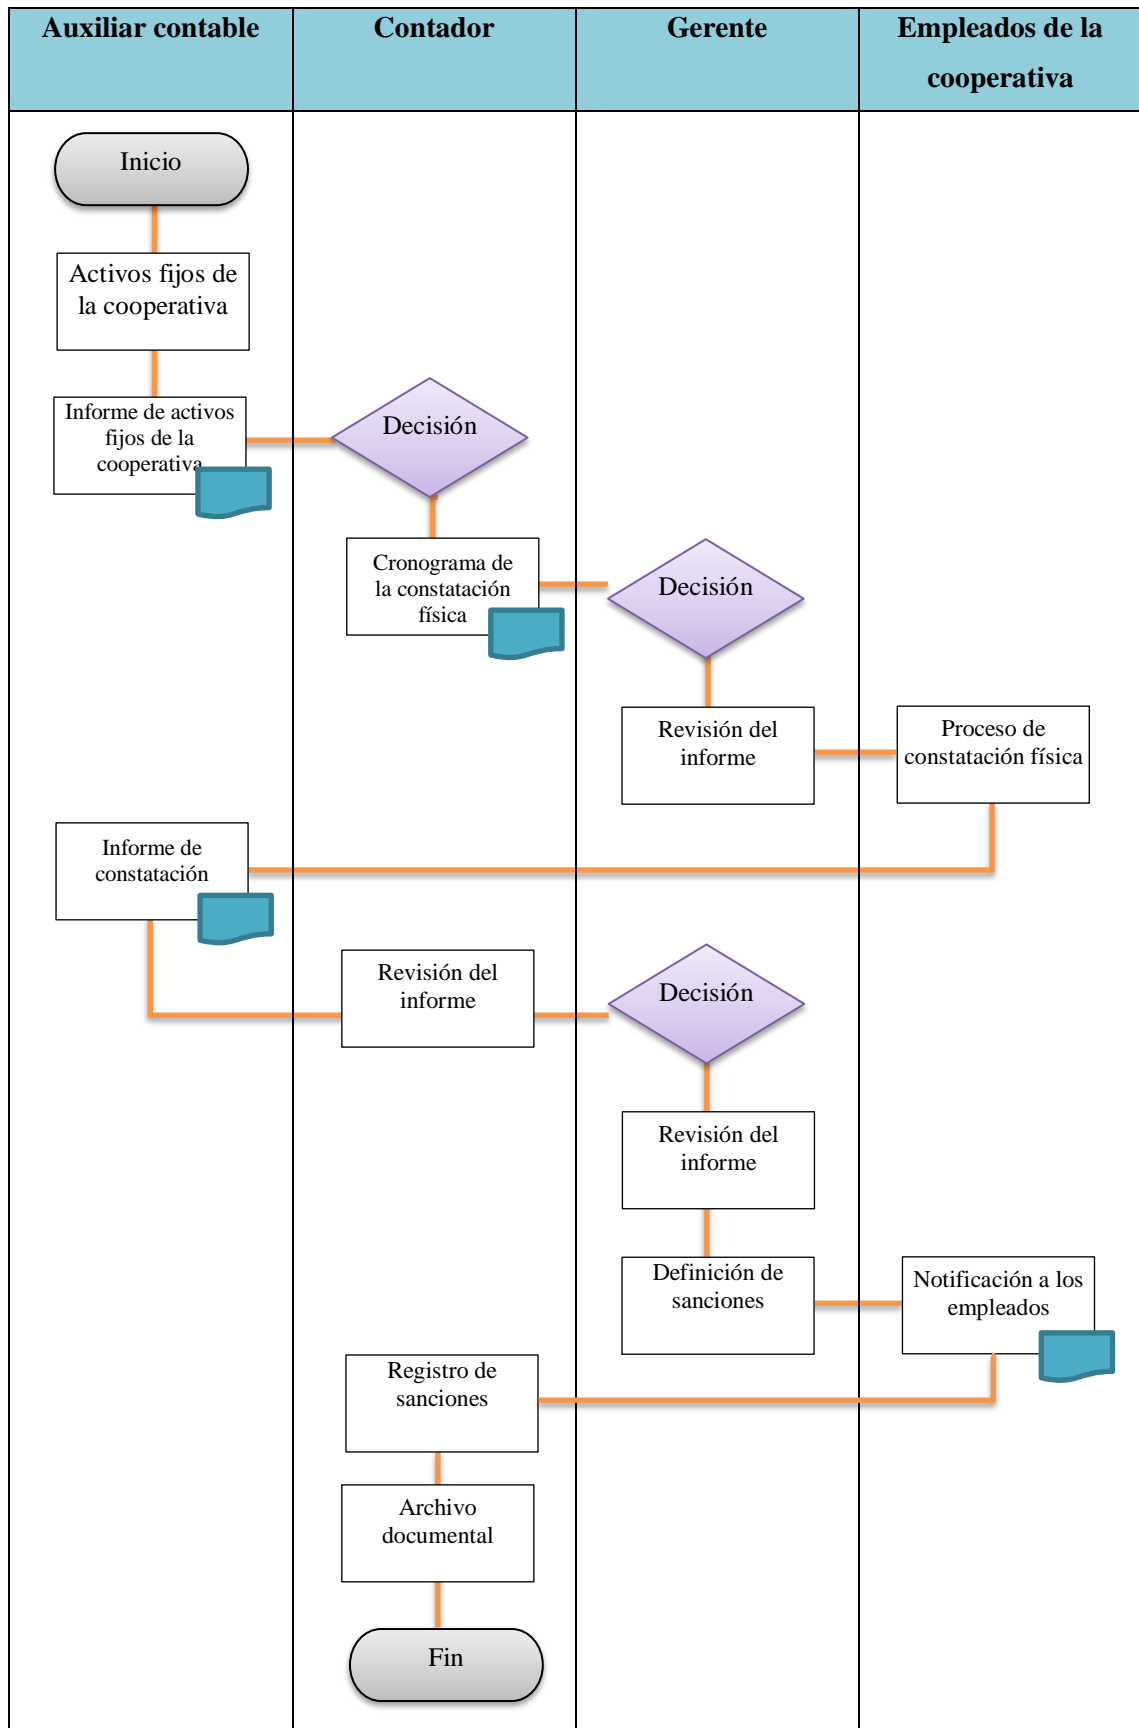 Auxiliar contable
Contador
Gerente
Empleados de la
cooperativa
Inicio
Activos fijos de
la cooperativa
Informe de activos
fijos de la
cooperativa
Decisión
Cronograma de
la constatación
física
Decisión
Revisión del
informe
Proceso de
constatación física
Informe de
constatación
Revisión del
informe
Decisión
Revisión del
informe
Definición de
sanciones
Notificación a los
empleados
Registro de
sanciones
Archivo
documental
Fin